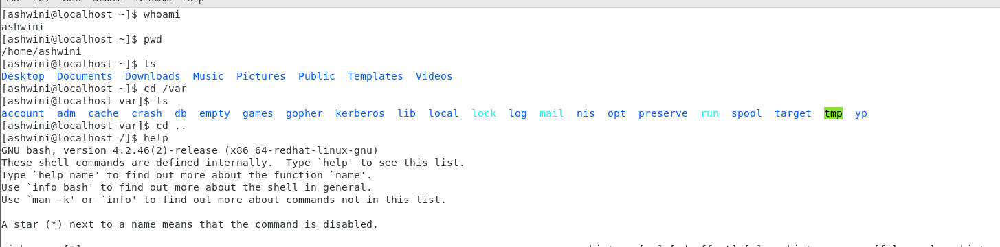 File Edit View Search Terminal Help
[ashwini@localhost ~]$ whoami
ashwini
[ashwini@localhost ~]$ pwd
/home/ashwini
[ashwini@localhost ~]$ ls
Desktop  Documents  Downloads  Music  Pictures  Public  Templates  Videos
[ashwini@localhost ~]$ cd /var
[ashwini@localhost var]$ ls
account  adm  cache  crash  db  empty  games  gopher  kerberos  lib  local  lock  log  mail  nis  opt  preserve  run  spool  target  tmp  yp
[ashwini@localhost var]$ cd ..
[ashwini@localhost /]$ help
GNU bash, version 4.2.46(2)-release (x86_64-redhat-linux-gnu)
These shell commands are defined internally.  Type `help' to see this list.
Type `help name' to find out more about the function `name'.
Use `info bash' to find out more about the shell in general.
Use `man -k' or `info' to find out more about commands not in this list.
A star (*) next to a name means that the command is disabled.